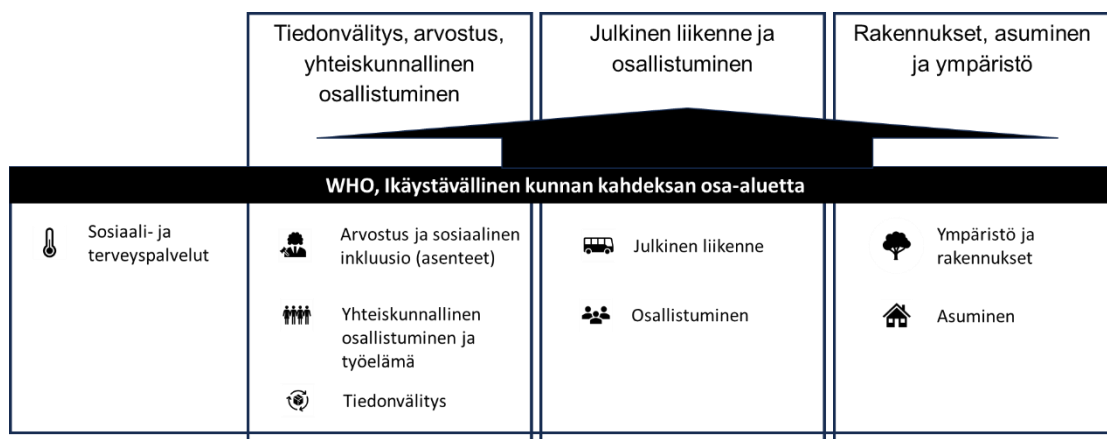 Tiedonvälitys, arvostus,
yhteiskunnallinen
osallistuminen
Julkinen liikenne ja
osallistuminen
Rakennukset, asuminen
ja ympäristö
WHO, Ikäystävällinen kunnan kahdeksan osa-aluetta
Sosiaali- ja
terveyspalvelut
Arvostus ja sosiaalinen
inkluusio (asenteet)
Yhteiskunnallinen
osallistuminen ja
työelämä
Tiedonvälitys
Julkinen liikenne
Osallistuminen
Ympäristö ja
rakennukset
Asuminen